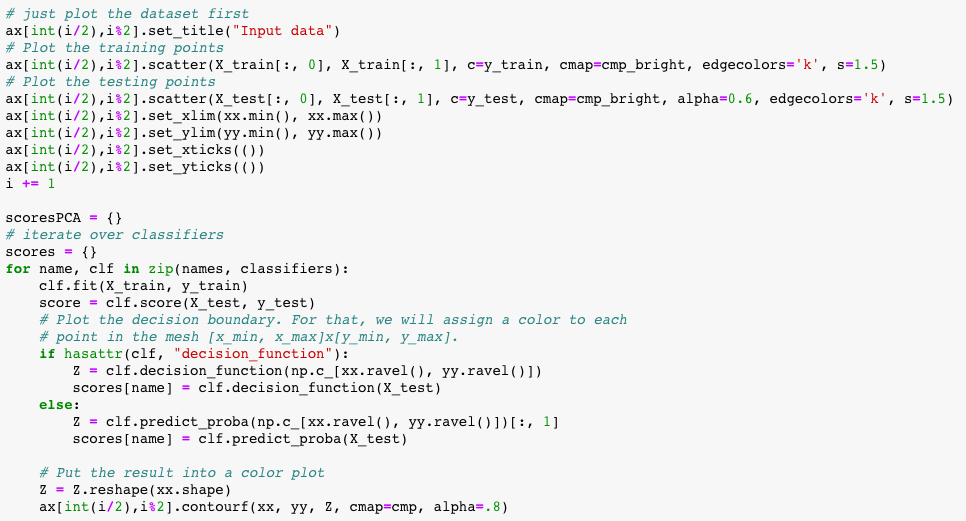 # just plot the dataset first
ax[int(i/2),i%2].set_title("Input data")
# Plot the training points
ax[int(i/2),i%2].scatter(X_train[:, 0], X_train[:, 1], c=y_train, cmap=cmp_bright, edgecolors='k', s=1.5)
# Plot the testing points
ax[int(i/2),i%2].scatter(X_test[:, 0], X_test[:, 1], c=y_test, cmap=cmp_bright, alpha=0.6, edgecolors='k', s=1.5)
ax[int(i/2),i%2].set_xlim(xx.min(), xx.max())
ax[int(i/2),i%2].set_ylim(yy.min(), yy.max())
ax[int(i/2),i%2].set_xticks(())
ax[int(i/2),i%2].set_yticks(())
i += 1

scoresPCA = {}
# iterate over classifiers
scores = {}
for name, clf in zip(names, classifiers):
    clf.fit(X_train, y_train)
    score = clf.score(X_test, y_test)
    # Plot the decision boundary. For that, we will assign a color to each
    # point in the mesh [x_min, x_max]x[y_min, y_max].
    if hasattr(clf, "decision_function"):
        Z = clf.decision_function(np.c_[xx.ravel(), yy.ravel()])
        scores[name] = clf.decision_function(X_test)
    else:
        Z = clf.predict_proba(np.c_[xx.ravel(), yy.ravel()])[:, 1]
        scores[name] = clf.predict_proba(X_test)

    # Put the result into a color plot
    Z = Z.reshape(xx.shape)
    ax[int(i/2),i%2].contourf(xx, yy, Z, cmap=cmp, alpha=.8)